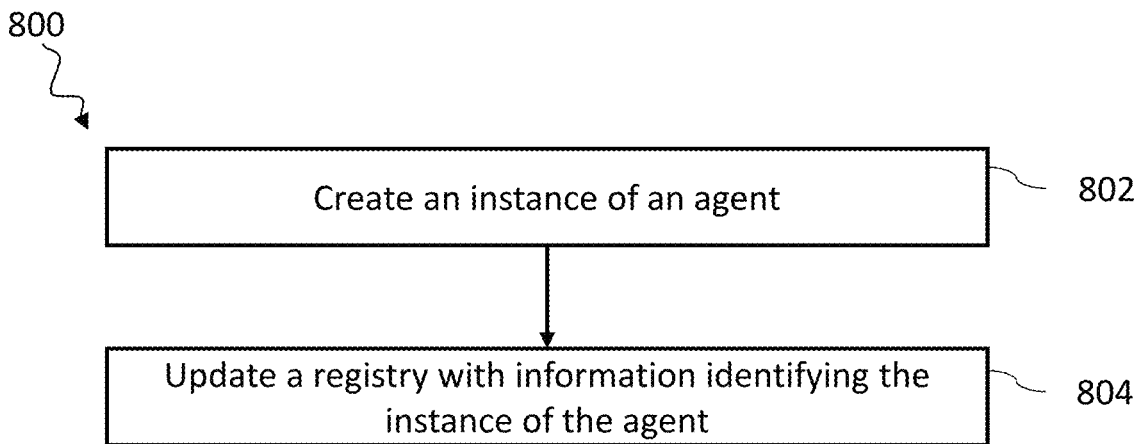 800
Create an instance of an agent
802
Update a registry with information identifying the
instance of the agent
804